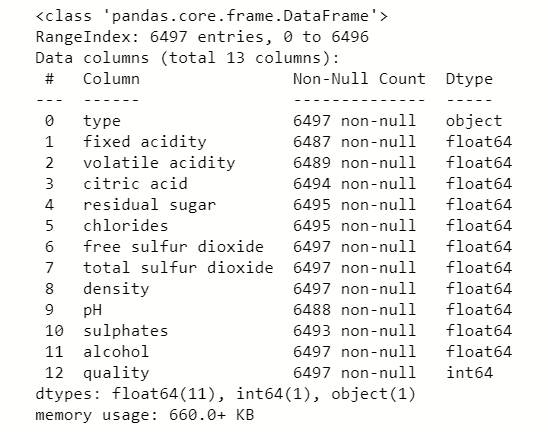 <class 'pandas.core.frame.DataFrame'>
RangeIndex: 6497 entries, 0 to 6496
Data columns (total 13 columns):
 #   Column                Non-Null Count  Dtype
---  ------                --------------  -----
 0   type                  6497 non-null   object
 1   fixed acidity         6487 non-null   float64
 2   volatile acidity      6489 non-null   float64
 3   citric acid           6494 non-null   float64
 4   residual sugar        6495 non-null   float64
 5   chlorides             6495 non-null   float64
 6   free sulfur dioxide   6497 non-null   float64
 7   total sulfur dioxide  6497 non-null   float64
 8   density               6497 non-null   float64
 9   pH                    6488 non-null   float64
 10  sulphates             6493 non-null   float64
 11  alcohol               6497 non-null   float64
 12  quality               6497 non-null   int64
dtypes: float64(11), int64(1), object(1)
memory usage: 660.0+ KB